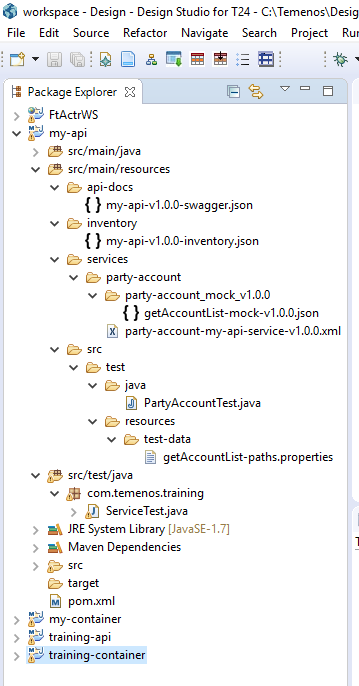 workspace - Design - Design Studio for T24 - C:\Temenos\Desig
File Edit Source Refactor Navigate Search Project Ru
Package Explorer
FtActrWS
my-api
src/main/java
src/main/resources
api-docs
my-api-v1.0.0-swagger.json
inventory
my-api-v1.0.0-inventory.json
services
party-account
party-account_mock_v1.0.0
getAccountList-mock-v1.0.0.json
party-account-my-api-service-v1.0.0.xml
src
test
java
PartyAccountTest.java
resources
test-data
getAccountList-paths.properties
src/test/java
com.temenos.training
ServiceTest.java
JRE System Library [JavaSE-1.7]
Maven Dependencies
src
target
pom.xml
my-container
training-api
training-container